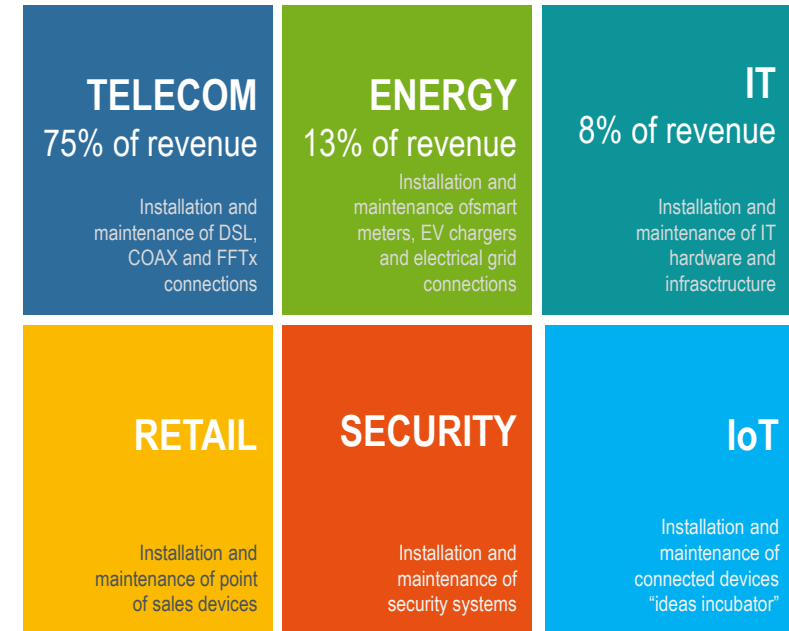 TELECOM
75% of revenue
Installation and
maintenance of DSL,
COAX and FFTx
connections
ENERGY
13% of revenue
Installation and
maintenance ofsmart
meters, EV chargers
and electrical grid
connections
IT
8% of revenue
Installation and
maintenance of IT
hardware and
infrasctructure
RETAIL
Installation and
maintenance of point
of sales devices
SECURITY
Installation and
maintenance of
security systems
IoT
Installation and
maintenance of
connected devices
“ideas incubator”